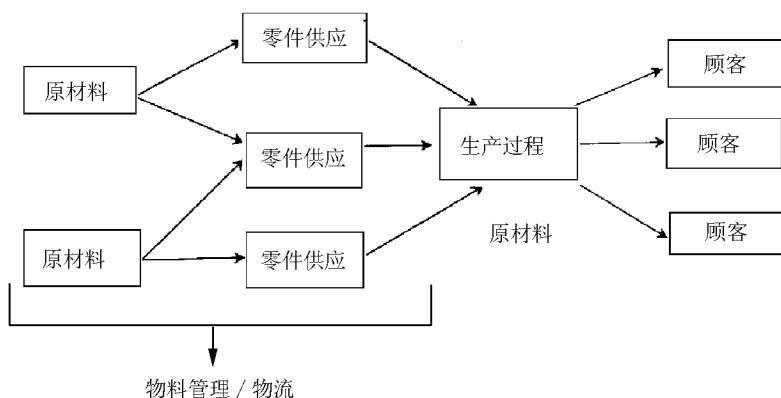 零件供应
顾客
原材料
零件供应
生产过程
顾客
原材料
零件供应
原材料
顾客
物料管理 / 物流